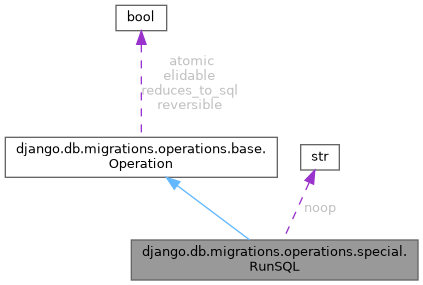 bool
atomic
elidable
reduces_to_sql
reversible
django.db.migrations.operations.base.
Operation
str
noop
django.db.migrations.operations.special.
RunSQL